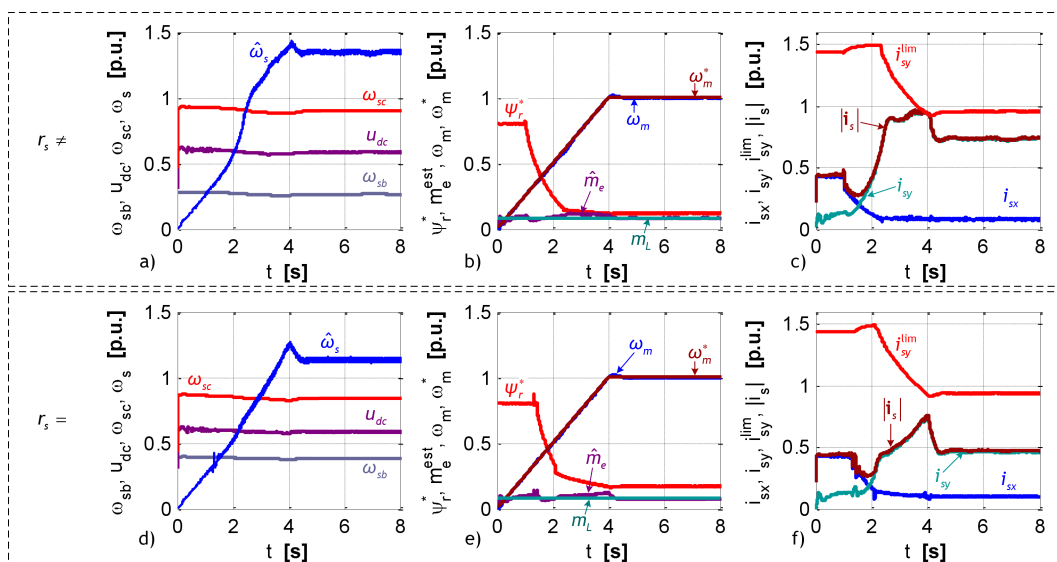 r_s ≠
ω_sb, u_dc, ω_sc, ω_s [p.u.]
1.5
1
0.5
0
0 2 4 6 8
t [s]
a)
ω̂_s
ω_sc
u_dc
ω_sb
ψ_r^*, m_e^est, ω_m, ω_m^* [p.u.]
1.5
1
0.5
0
0 2 4 6 8
t [s]
b)
ψ_r^*
ω_m^*
ω_m
m̂_e
m_L
i_sx, i_sy, i_sy^lim, |i_s| [p.u.]
1.5
1
0.5
0
0 2 4 6 8
t [s]
c)
i_sy^lim
|i_s|
i_sy
i_sx
r_s =
ω_sb, u_dc, ω_sc, ω_s [p.u.]
1.5
1
0.5
0
0 2 4 6 8
t [s]
d)
ω̂_s
ω_sc
u_dc
ω_sb
ψ_r^*, m_e^est, ω_m, ω_m^* [p.u.]
1.5
1
0.5
0
0 2 4 6 8
t [s]
e)
ω_m
ω_m^*
ψ_r^*
m̂_e
m_L
i_sx, i_sy, i_sy^lim, |i_s| [p.u.]
1.5
1
0.5
0
0 2 4 6 8
t [s]
f)
i_sy^lim
|i_s|
i_sy
i_sx